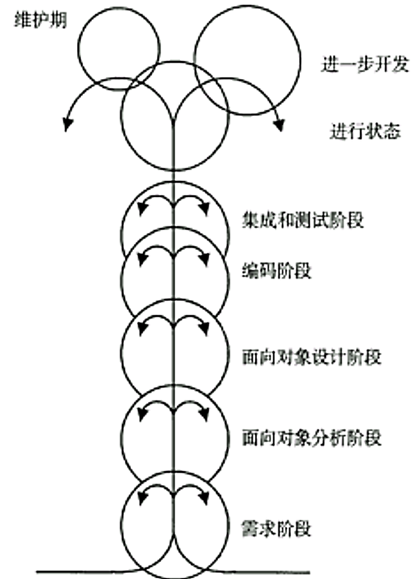 维护期
进一步开发
进行状态
集成和测试阶段
编码阶段
面向对象设计阶段
面向对象分析阶段
需求阶段